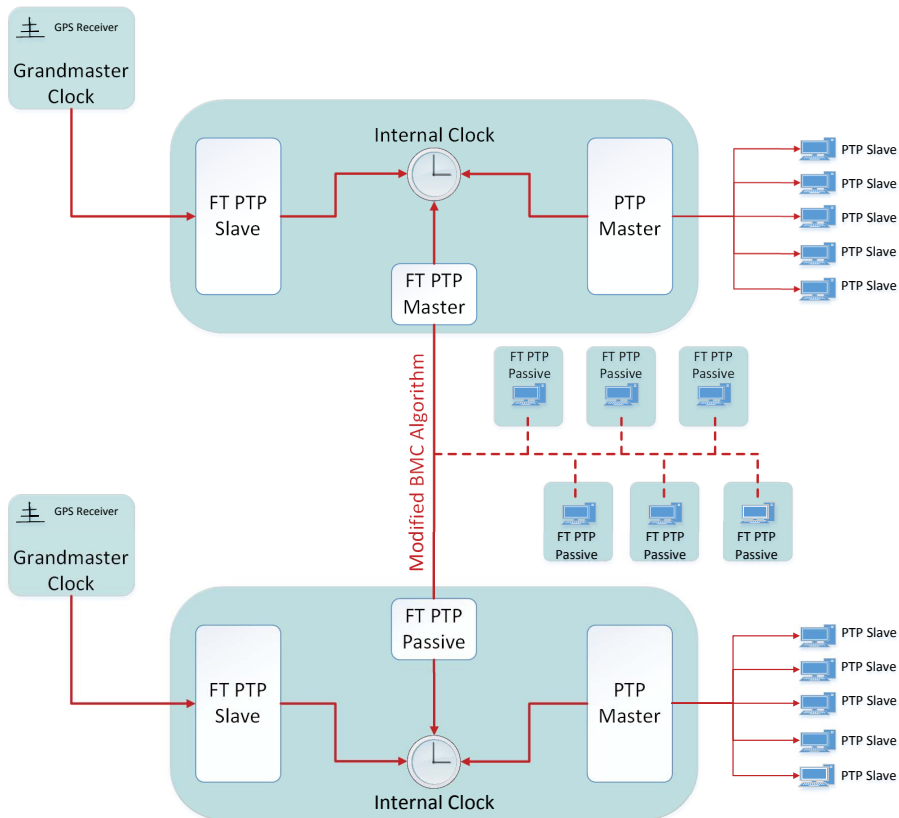 GPS Receiver
Grandmaster
Clock
Internal Clock
FT PTP
Slave
PTP
Master
FT PTP
Master
PTP Slave
PTP Slave
PTP Slave
PTP Slave
PTP Slave
Modified BMC Algorithm
FT PTP
Passive
FT PTP
Passive
FT PTP
Passive
FT PTP
Passive
FT PTP
Passive
FT PTP
Passive
GPS Receiver
Grandmaster
Clock
FT PTP
Passive
FT PTP
Slave
PTP
Master
Internal Clock
PTP Slave
PTP Slave
PTP Slave
PTP Slave
PTP Slave